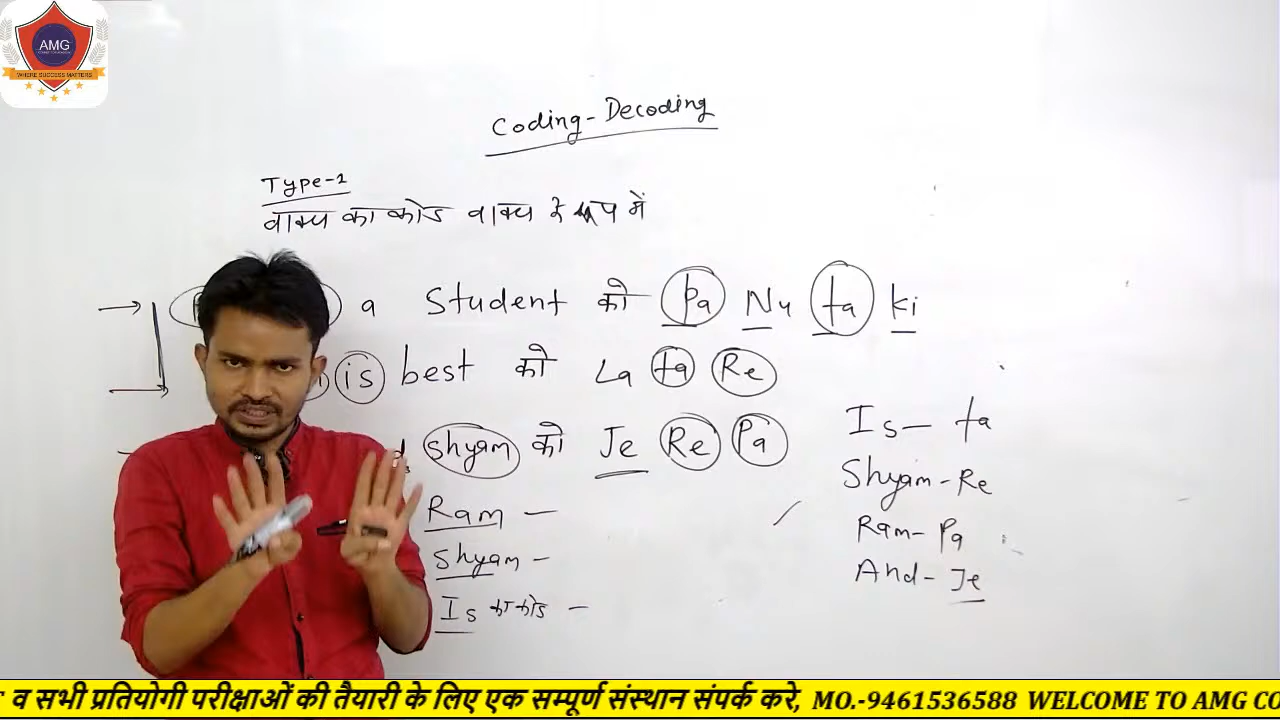 AMG
WHERE SUCCESS MATTERS
Coding-Decoding
Type-1
वाक्य का कोड वाक्य के रूप में
a Student को Pa Nu ta ki
is best को La ta Re
shyam को Je Re Pa
Ram -
Shyam -
Is का कोड -
Is - ta
Shyam - Re
Ram - Pa
And - Je
व सभी प्रतियोगी परीक्षाओं की तैयारी के लिए एक सम्पूर्ण संस्थान संपर्क करे, MO.-9461536588 WELCOME TO AMG CO